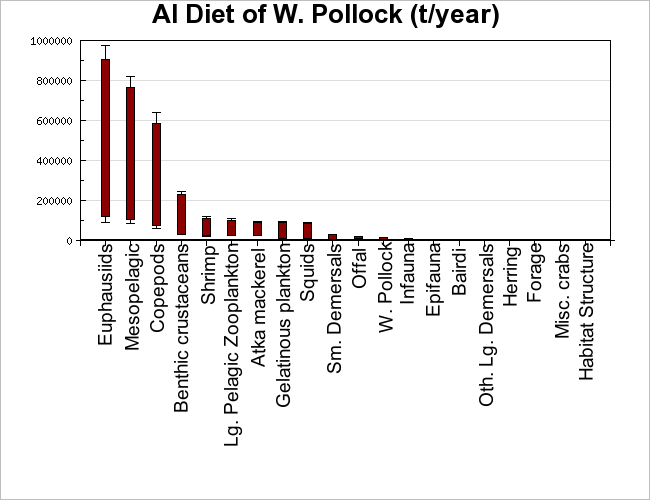 AI Diet of W. Pollock (t/year)
1000000
800000
600000
400000
200000
0
Euphausiids
Mesopelagic
Copepods
Benthic crustaceans
Shrimp
Lg. Pelagic Zooplankton
Atka mackerel
Gelatinous plankton
Squids
Sm. Demersals
Offal
W. Pollock
Infauna
Epifauna
Bairdi
Oth. Lg. Demersals
Herring
Forage
Misc. crabs
Habitat Structure